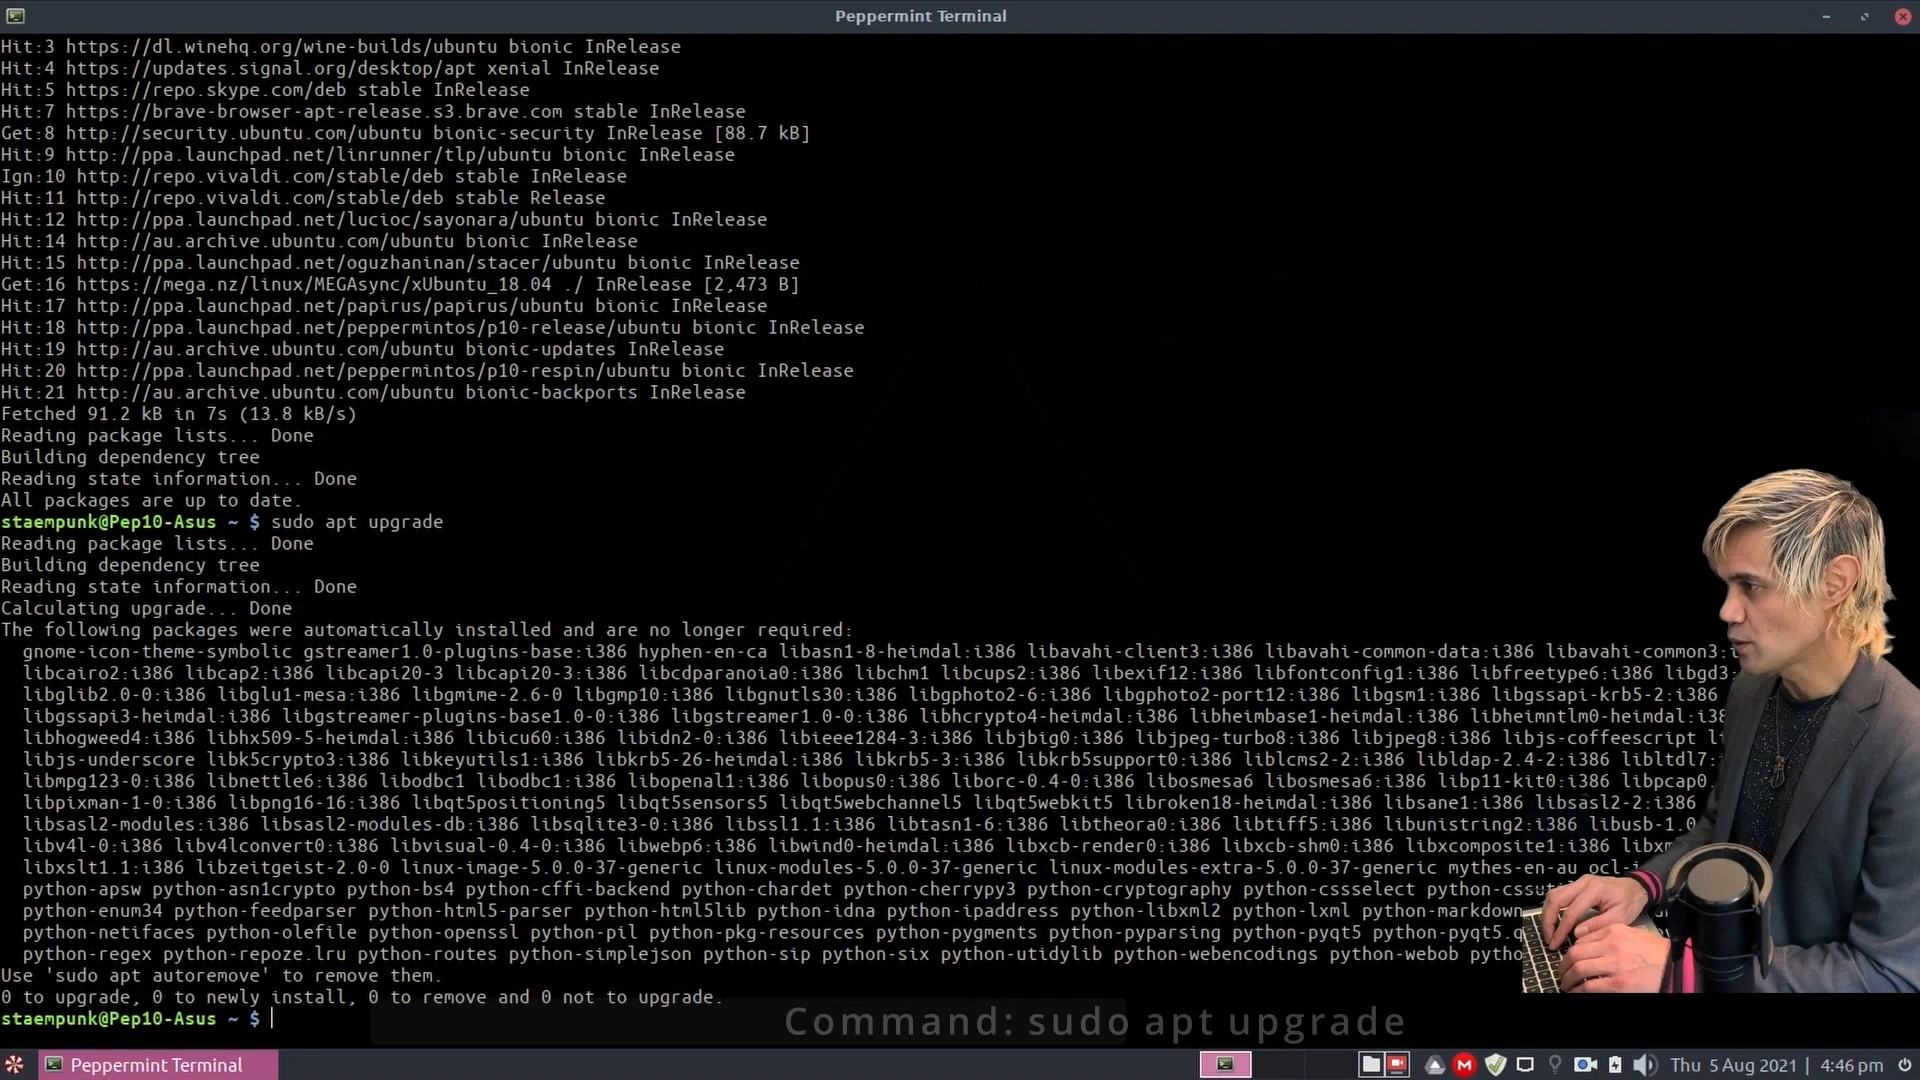 Peppermint Terminal
Hit:3 https://dl.winehq.org/wine-builds/ubuntu bionic InRelease
Hit:4 https://updates.signal.org/desktop/apt xenial InRelease
Hit:5 https://repo.skype.com/deb stable InRelease
Hit:7 https://brave-browser-apt-release.s3.brave.com stable InRelease
Get:8 http://security.ubuntu.com/ubuntu bionic-security InRelease [88.7 kB]
Hit:9 http://ppa.launchpad.net/linrunner/tlp/ubuntu bionic InRelease
Ign:10 http://repo.vivaldi.com/stable/deb stable InRelease
Hit:11 http://repo.vivaldi.com/stable/deb stable Release
Hit:12 http://ppa.launchpad.net/lucioc/sayonara/ubuntu bionic InRelease
Hit:14 http://au.archive.ubuntu.com/ubuntu bionic InRelease
Hit:15 http://ppa.launchpad.net/oguzhaninan/stacer/ubuntu bionic InRelease
Get:16 https://mega.nz/linux/MEGAsync/xUbuntu_18.04 ./ InRelease [2,473 B]
Hit:17 http://ppa.launchpad.net/papirus/papirus/ubuntu bionic InRelease
Hit:18 http://ppa.launchpad.net/peppermintos/p10-release/ubuntu bionic InRelease
Hit:19 http://au.archive.ubuntu.com/ubuntu bionic-updates InRelease
Hit:20 http://ppa.launchpad.net/peppermintos/p10-respin/ubuntu bionic InRelease
Hit:21 http://au.archive.ubuntu.com/ubuntu bionic-backports InRelease
Fetched 91.2 kB in 7s (13.8 kB/s)
Reading package lists... Done
Building dependency tree
Reading state information... Done
All packages are up to date.
staempunk@Pep10-Asus ~ $ sudo apt upgrade
Reading package lists... Done
Building dependency tree
Reading state information... Done
Calculating upgrade... Done
The following packages were automatically installed and are no longer required:
gnome-icon-theme-symbolic gstreamer1.0-plugins-base:i386 hyphen-en-ca libasn1-8-heimdal:i386 libavahi-client3:i386 libavahi-common-data:i386 libavahi-common3:i
libcairo2:i386 libcap2:i386 libcapi20-3 libcapi20-3:i386 libcdparanoia0:i386 libchm1 libcups2:i386 libexif12:i386 libfontconfig1:i386 libfreetype6:i386 libgd3:
libglib2.0-0:i386 libglu1-mesa:i386 libgmime-2.6-0 libgmp10:i386 libgnutls30:i386 libgphoto2-6:i386 libgphoto2-port12:i386 libgsm1:i386 libgssapi-krb5-2:i386
libgssapi3-heimdal:i386 libgstreamer-plugins-base1.0-0:i386 libgstreamer1.0-0:i386 libhcrypto4-heimdal:i386 libheimbase1-heimdal:i386 libheimntlm0-heimdal:i386
libhogweed4:i386 libhx509-5-heimdal:i386 libicu60:i386 libidn2-0:i386 libieee1284-3:i386 libjbig0:i386 libjpeg-turbo8:i386 libjpeg8:i386 libjs-coffeescript
libjs-underscore libk5crypto3:i386 libkeyutils1:i386 libkrb5-26-heimdal:i386 libkrb5-3:i386 libkrb5support0:i386 liblcms2-2:i386 libldap-2.4-2:i386 libltdl7:
libmpg123-0:i386 libnettle6:i386 libodbc1 libodbc1:i386 libopenal1:i386 libopus0:i386 liborc-0.4-0:i386 libosmesa6 libosmesa6:i386 libp11-kit0:i386 libpcap0.
libpixman-1-0:i386 libpng16-16:i386 libqt5positioning5 libqt5sensors5 libqt5webchannel5 libqt5webkit5 libroken18-heimdal:i386 libsane1:i386 libsasl2-2:i386
libsasl2-modules:i386 libsasl2-modules-db:i386 libsqlite3-0:i386 libssl1.1:i386 libtasn1-6:i386 libtheora0:i386 libtiff5:i386 libunistring2:i386 libusb-1.0
libv4l-0:i386 libv4lconvert0:i386 libvisual-0.4-0:i386 libwebp6:i386 libwind0-heimdal:i386 libxcb-render0:i386 libxcb-shm0:i386 libxcomposite1:i386
libxslt1.1:i386 libzeitgeist-2.0-0 linux-image-5.0.0-37-generic linux-modules-5.0.0-37-generic linux-modules-extra-5.0.0-37-generic mythes-en-au
python-apsw python-asn1crypto python-bs4 python-cffi-backend python-chardet python-cherrypy3 python-cryptography python-cssselect
python-enum34 python-feedparser python-html5-parser python-html5lib python-idna python-ipaddress python-libxml2 python-lxml python-markdown
python-netifaces python-olefile python-openssl python-pil python-pkg-resources python-pygments python-pyparsing python-pyqt5 python-pyqt5.
python-regex python-repoze.lru python-routes python-simplejson python-sip python-six python-utidylib python-webencodings python-webob
Use 'sudo apt autoremove' to remove them.
0 to upgrade, 0 to newly install, 0 to remove and 0 not to upgrade.
staempunk@Pep10-Asus ~ $
Command: sudo apt upgrade
Peppermint Terminal
Thu 5 Aug 2021 | 4:46 pm